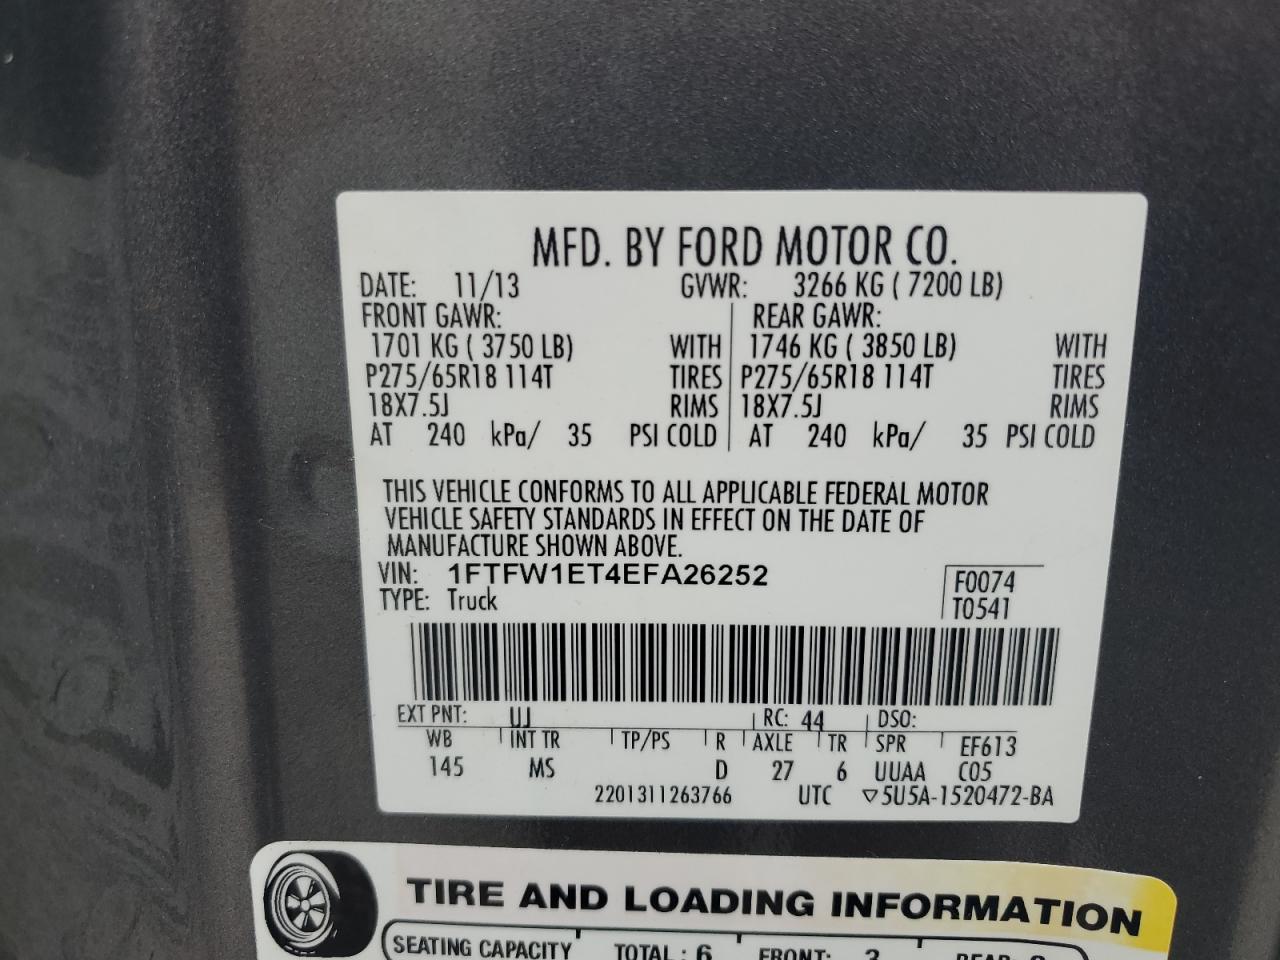 MFD. BY FORD MOTOR CO.
DATE: 11/13 GVWR: 3266 KG ( 7200 LB)
FRONT GAWR: REAR GAWR:
1701 KG ( 3750 LB) WITH 1746 KG ( 3850 LB) WITH
P275/65R18 114T TIRES P275/65R18 114T TIRES
18X7.5J RIMS 18X7.5J RIMS
AT 240 kPa/ 35 PSI COLD AT 240 kPa/ 35 PSI COLD
THIS VEHICLE CONFORMS TO ALL APPLICABLE FEDERAL MOTOR
VEHICLE SAFETY STANDARDS IN EFFECT ON THE DATE OF
MANUFACTURE SHOWN ABOVE.
VIN: 1FTFW1ET4EFA26252 F0074
TYPE: Truck T0541
EXT PNT: UJ RC: 44 DSO:
WB INT TR TP/PS R AXLE TR SPR EF613
145 MS D 27 6 UUAA C05
2201311263766 UTC ▽5U5A-1520472-BA
TIRE AND LOADING INFORMATION
SEATING CAPACITY TOTAL: 6 FRONT: 3 REAR: